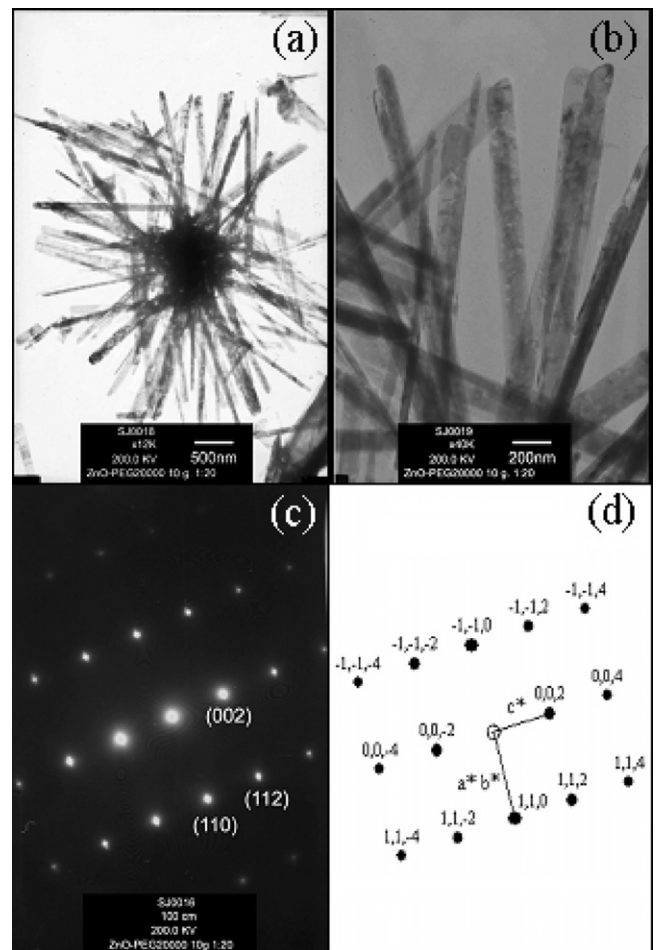 (a)
SJ0018
x12K
200.0 KV
500nm
ZnO-PEG20000 10 g. 1:20
(b)
SJ0019
x40K
200.0 KV
200nm
ZnO-PEG20000 10 g. 1:20
(c)
(002)
(112)
(110)
SJ0016
100 cm
200.0 KV
ZnO-PEG20000 10g 1:20
(d)
-1,-1,4
-1,-1,2
-1,-1,0
-1,-1,-2
-1,-1,-4
0,0,4
0,0,2
c*
0,0,-2
0,0,-4
a* b*
1,1,4
1,1,2
1,1,0
1,1,-2
1,1,-4